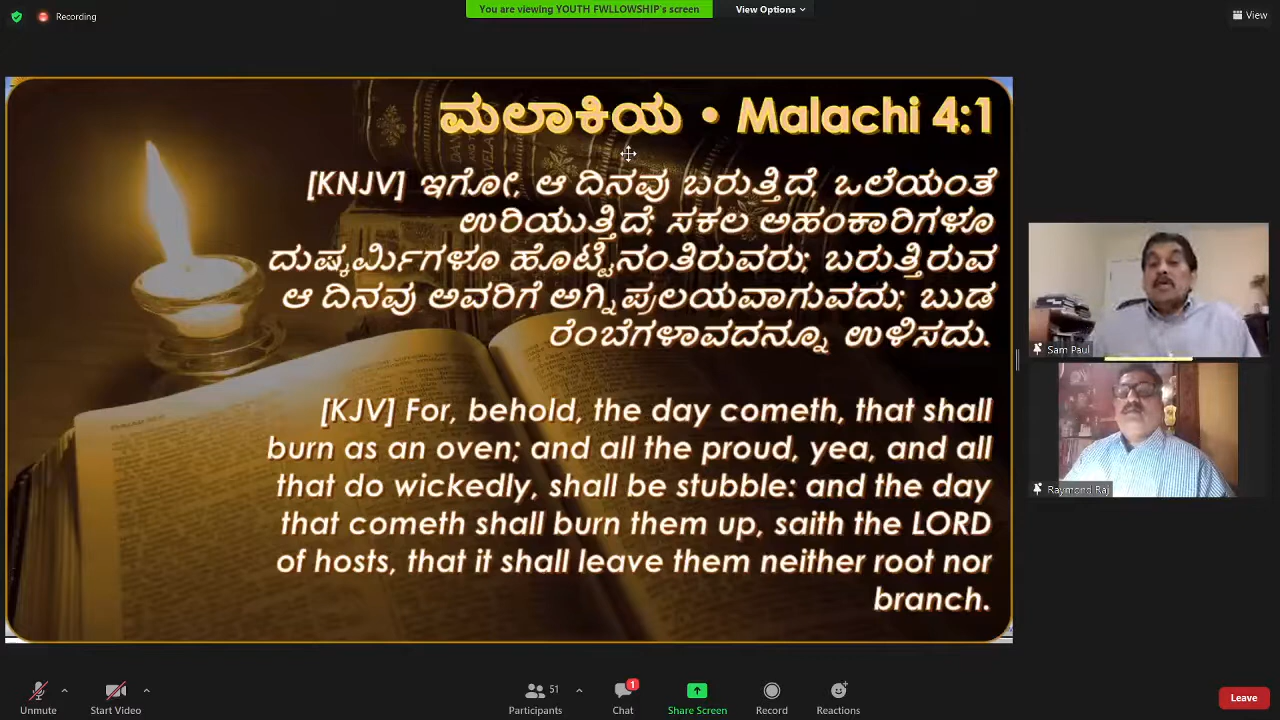 Recording
You are viewing YOUTH FWLLOWSHIP's screen
View Options
View
ಮಲಾಕಿಯ • Malachi 4:1
[KNJV] ಇಗೋ, ಆ ದಿನವು ಬರುತ್ತಿದೆ, ಒಲೆಯಂತೆ
ಉರಿಯುತ್ತಿದೆ; ಸಕಲ ಅಹಂಕಾರಿಗಳೂ
ದುಷ್ಕರ್ಮಿಗಳೂ ಹೊಟ್ಟಿನಂತಿರುವರು; ಬರುತ್ತಿರುವ
ಆ ದಿನವು ಅವರಿಗೆ ಅಗ್ನಿಪ್ರಲಯವಾಗುವದು; ಬುಡ
ರೆಂಬೆಗಳಾವದನ್ನೂ ಉಳಿಸದು.
[KJV] For, behold, the day cometh, that shall
burn as an oven; and all the proud, yea, and all
that do wickedly, shall be stubble: and the day
that cometh shall burn them up, saith the LORD
of hosts, that it shall leave them neither root nor
branch.
Sam Paul
Raymond Raj
Unmute
Start Video
Participants
51
Chat
1
Share Screen
Record
Reactions
Leave